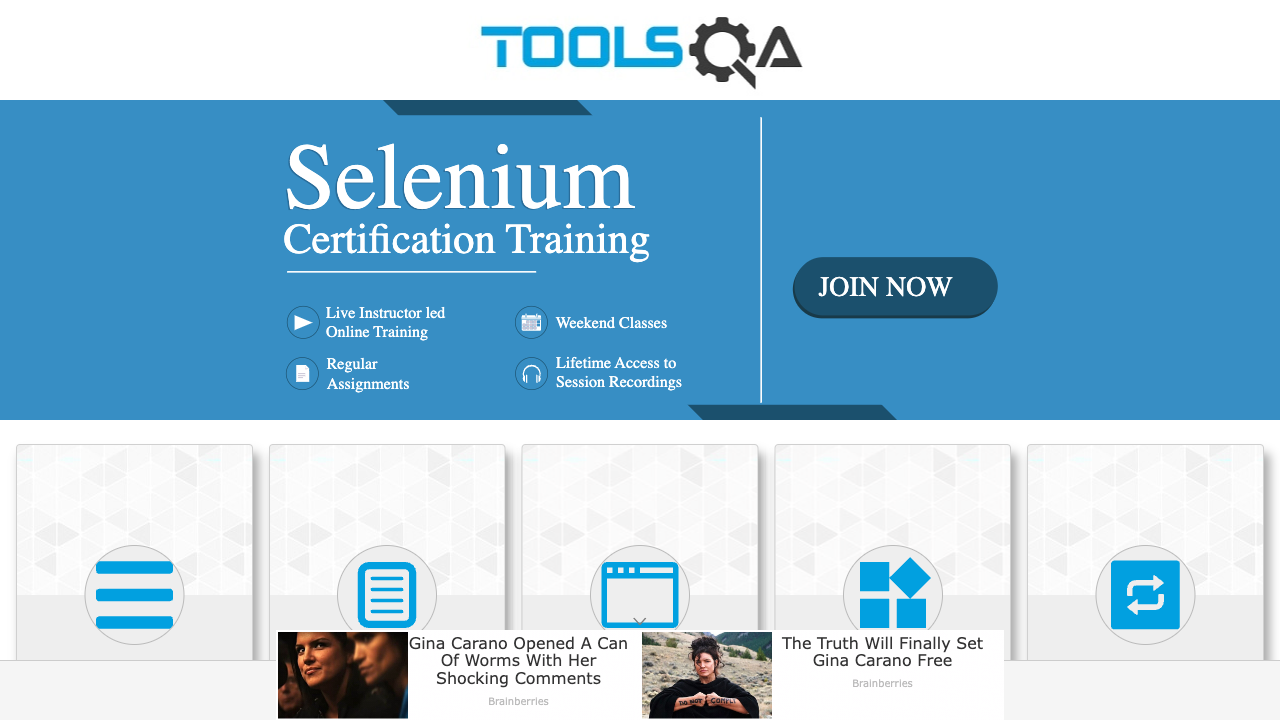 TOOLSQA
Selenium
Certification Training
JOIN NOW
Live Instructor led
Online Training
Weekend Classes
Regular
Assignments
Lifetime Access to
Session Recordings
Gina Carano Opened A Can
Of Worms With Her
Shocking Comments
Brainberries
The Truth Will Finally Set
Gina Carano Free
Brainberries